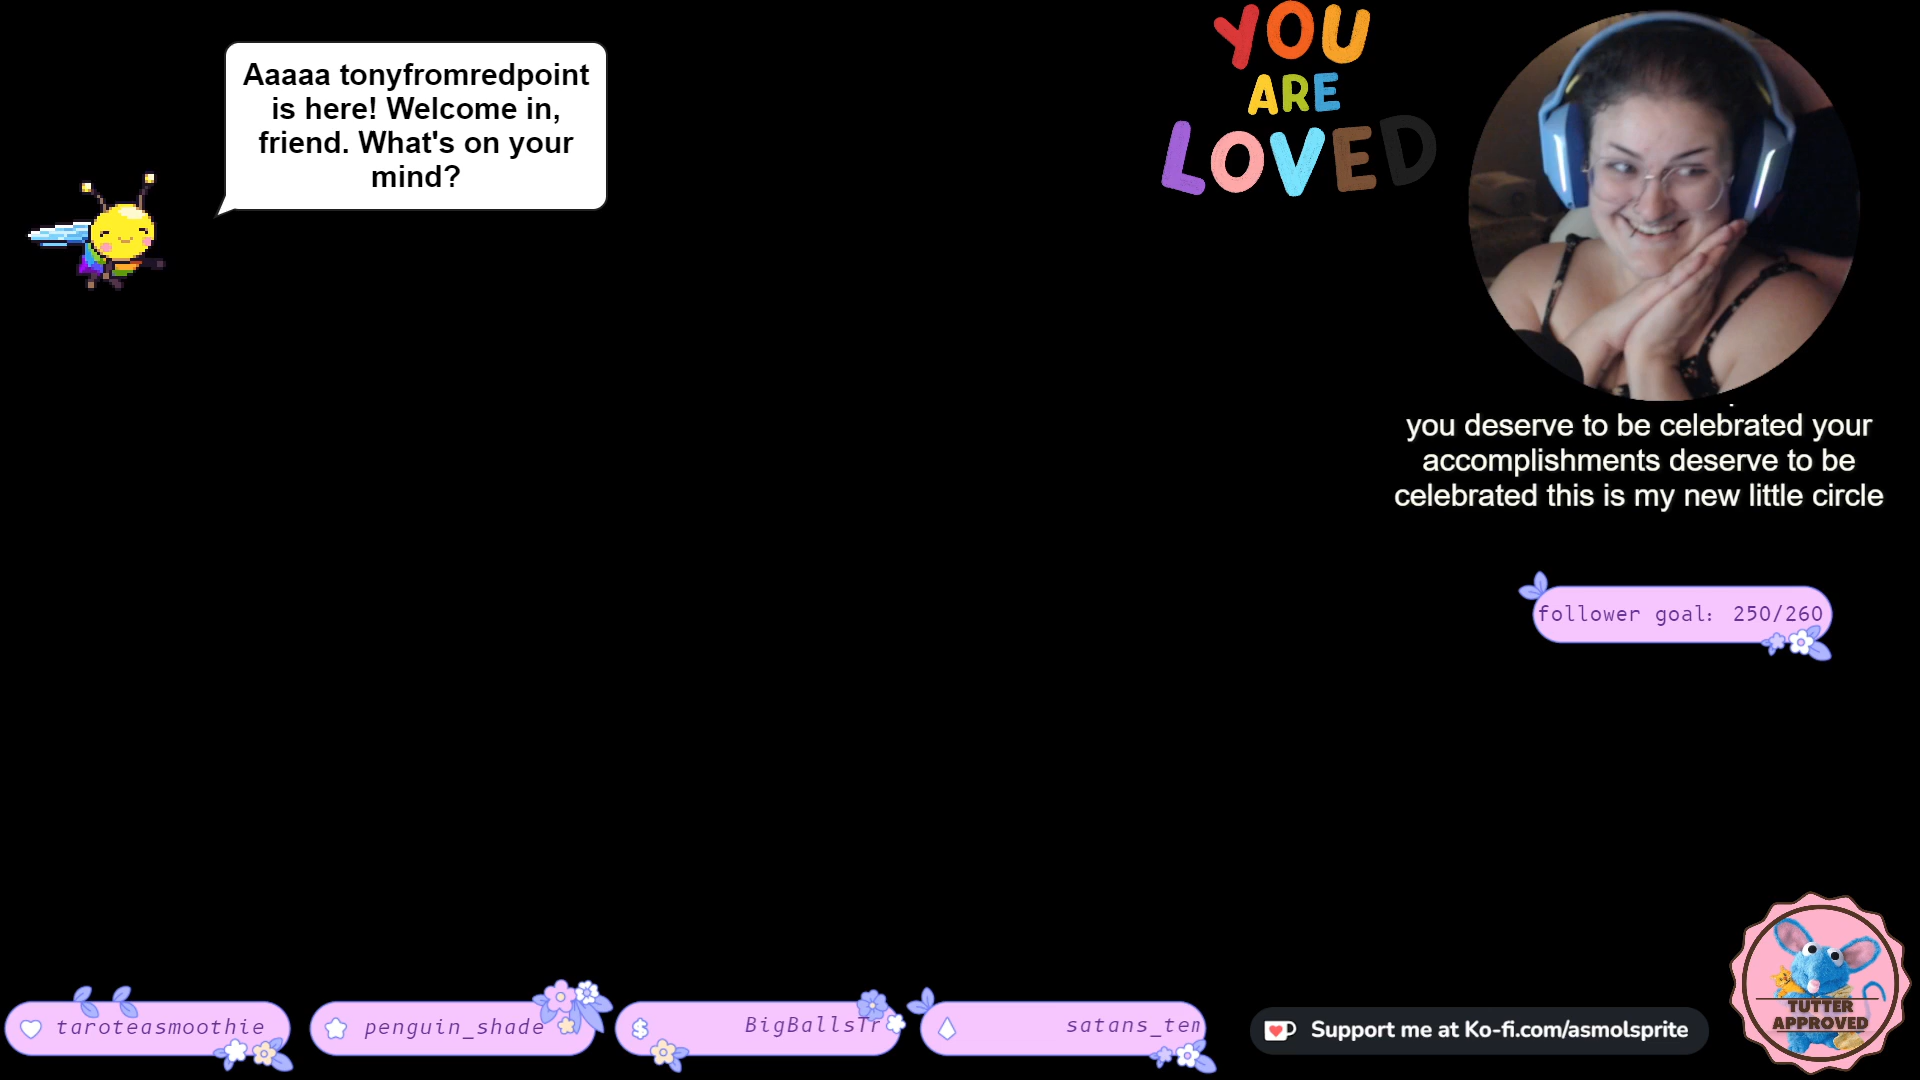 Aaaaa tonyfromredpoint
is here! Welcome in,
friend. What's on your
mind?
YOU
ARE
LOVED
you deserve to be celebrated your
accomplishments deserve to be
celebrated this is my new little circle
follower goal: 250/260
taroteasmoothie
penguin_shade
BigBallsTr
satans_ten
Support me at Ko-fi.com/asmolsprite
TUTTER
APPROVED